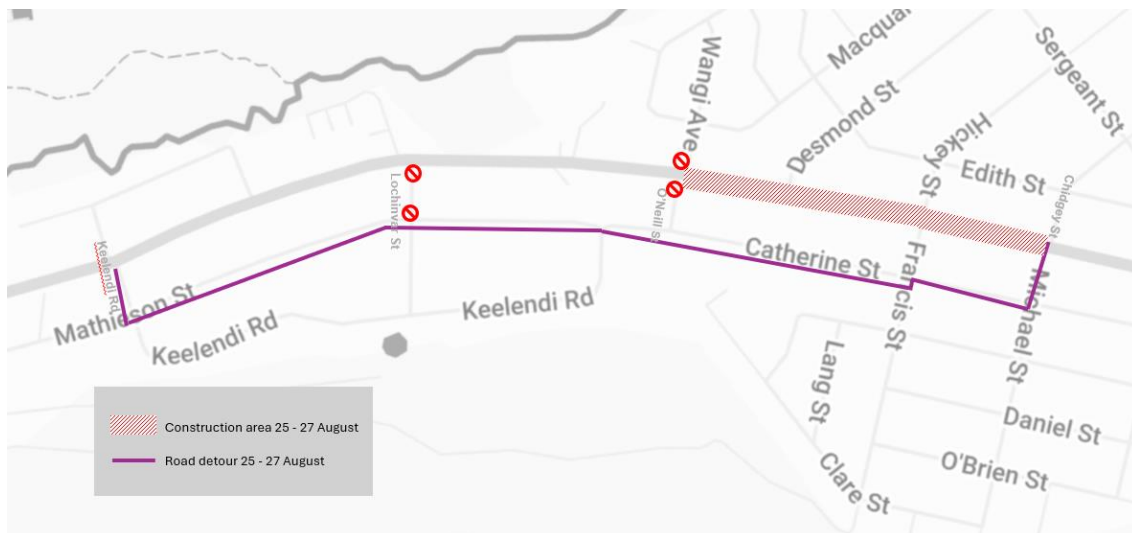 Macquar
Sergeant St
Wangi Ave
Desmond St
Hickey St
Edith St
Chidgey St
Lochinvar St
O'Neill St
Keelendi Rd
Catherine St
Francis St
Michael St
Mathieson St
Keelendi Rd
Keelendi Rd
Lang St
Daniel St
O'Brien St
Clare St
Construction area 25 - 27 August
Road detour 25 - 27 August